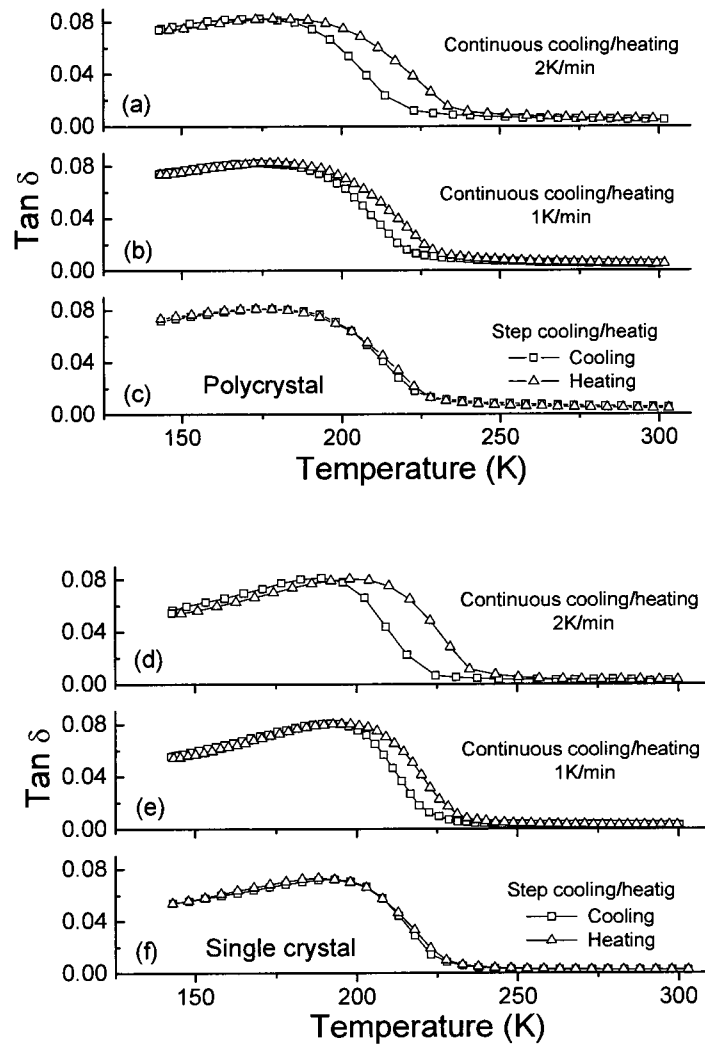 0.08
0.04
0.00
(a)
Continuous cooling/heating
2K/min
0.08
0.04
0.00
(b)
Continuous cooling/heating
1K/min
Tan δ
0.08
0.04
0.00
(c)
Polycrystal
Step cooling/heatig
Cooling
Heating
150 200 250 300
Temperature (K)
0.08
0.04
0.00
(d)
Continuous cooling/heating
2K/min
0.08
0.04
0.00
(e)
Continuous cooling/heating
1K/min
Tan δ
0.08
0.04
0.00
(f)
Single crystal
Step cooling/heatig
Cooling
Heating
150 200 250 300
Temperature (K)